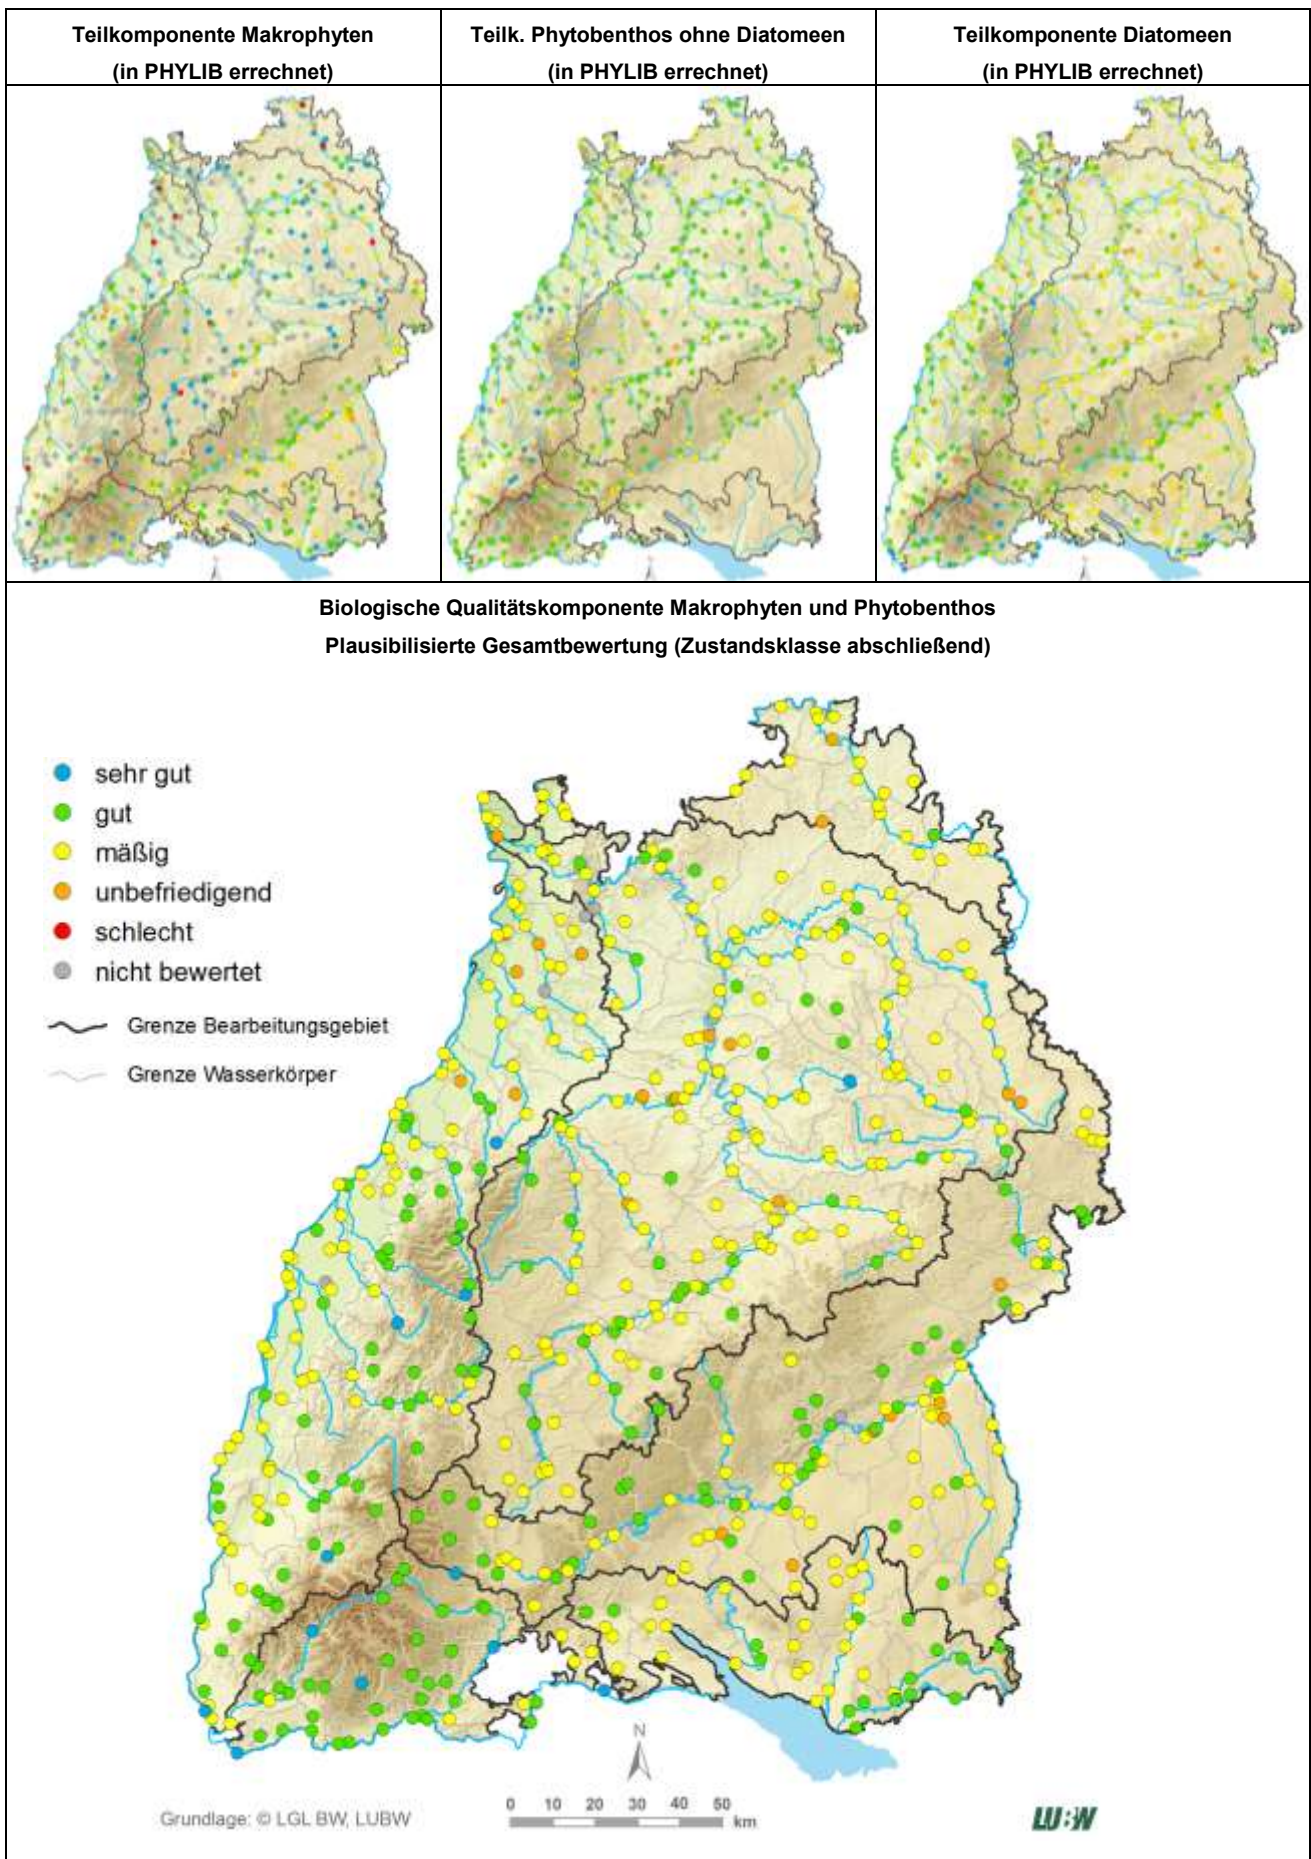 Teilkomponente Makrophyten
(in PHYLIB errechnet)
Teilk. Phytobenthos ohne Diatomeen
(in PHYLIB errechnet)
Teilkomponente Diatomeen
(in PHYLIB errechnet)
Biologische Qualitätskomponente Makrophyten und Phytobenthos
Plausibilisierte Gesamtbewertung (Zustandsklasse abschließend)
sehr gut
gut
mäßig
unbefriedigend
schlecht
nicht bewertet
Grenze Bearbeitungsgebiet
Grenze Wasserkörper
N
0 10 20 30 40 50
km
Grundlage: © LGL BW, LUBW
LU:W